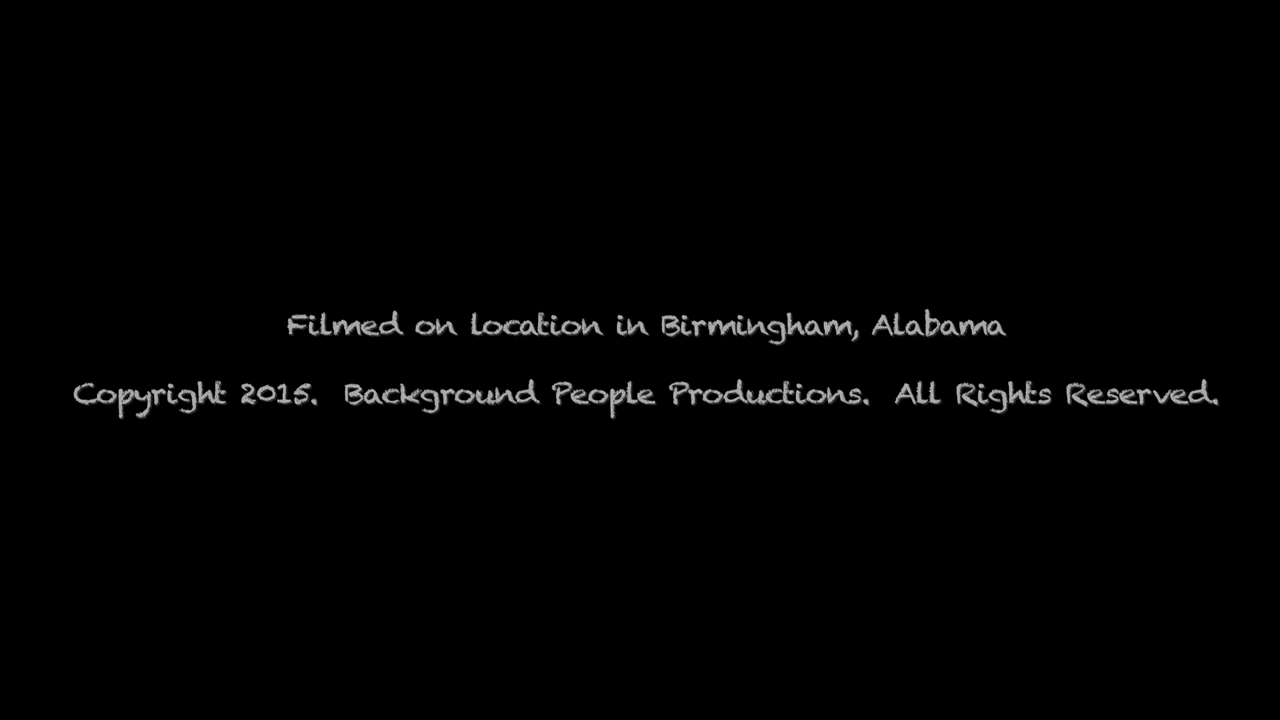 Filmed on location in Birmingham, Alabama
Copyright 2015.  Background People Productions.  All Rights Reserved.